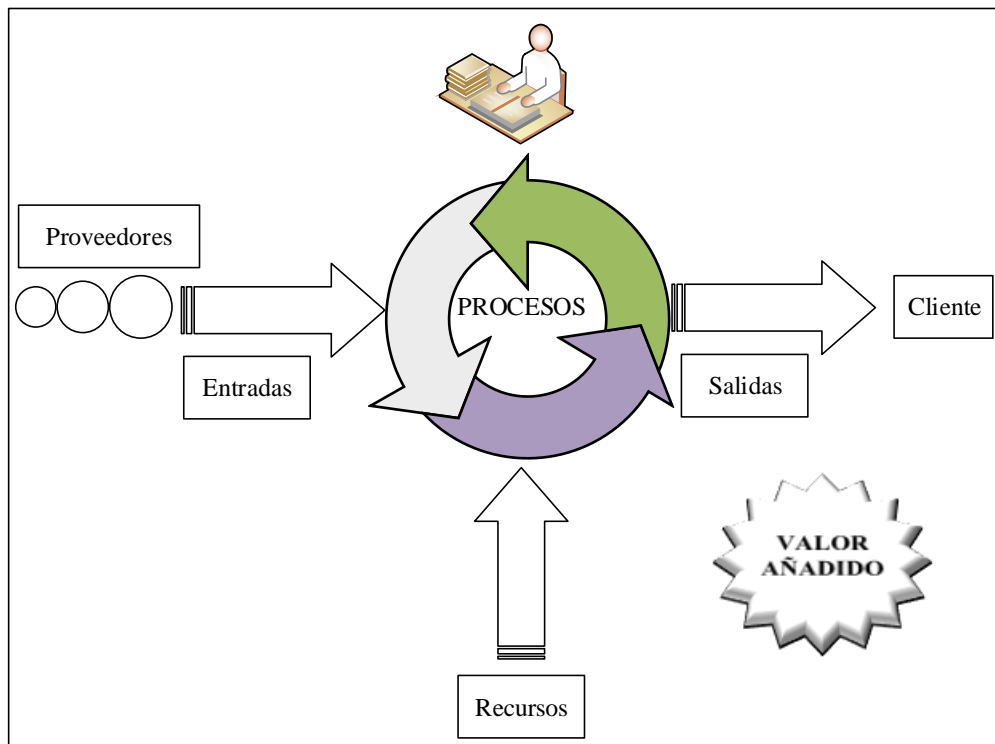 Proveedores
PROCESOS
Cliente
Entradas
Salidas
VALOR
AÑADIDO
Recursos